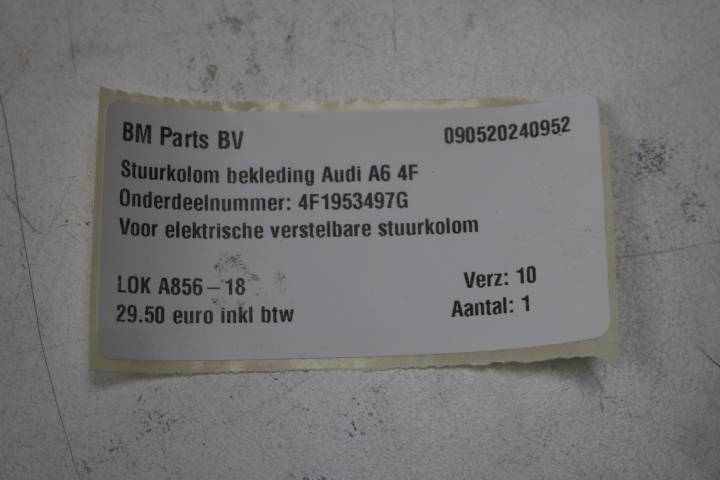 BM Parts BV 090520240952
Stuurkolom bekleding Audi A6 4F
Onderdeelnummer: 4F1953497G
Voor elektrische verstelbare stuurkolom
LOK A856-18 Verz: 10
29.50 euro inkl btw Aantal: 1